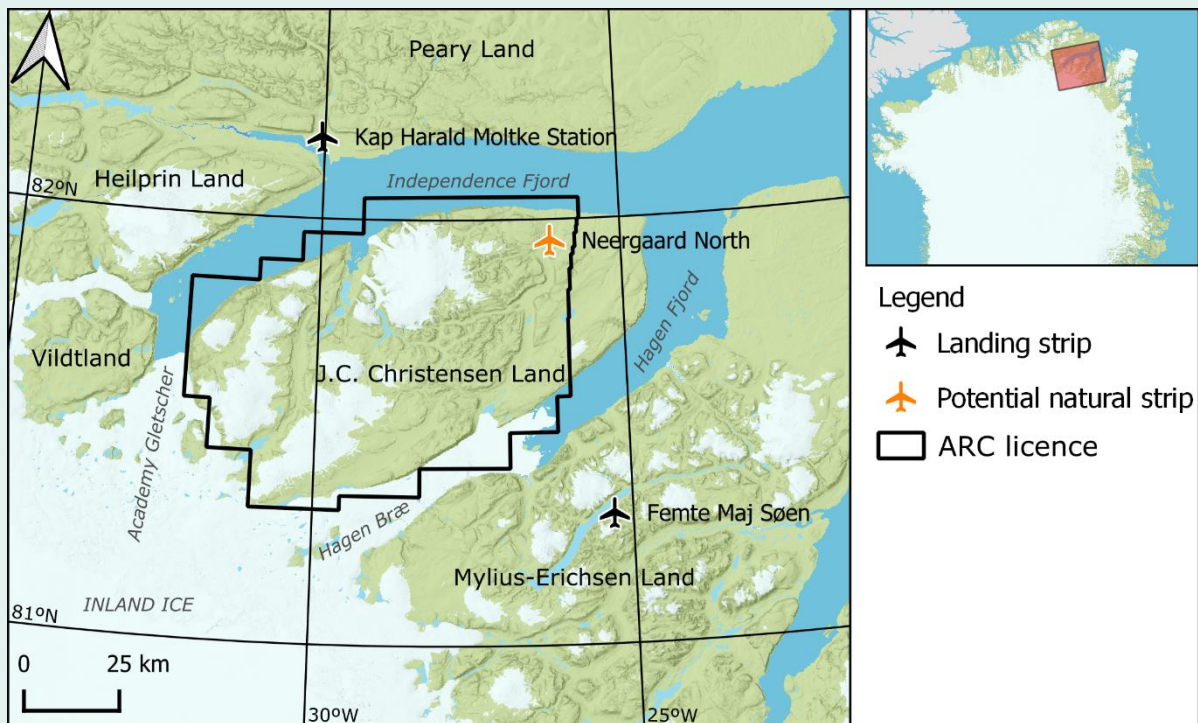 Peary Land
Kap Harald Moltke Station
Heilprin Land
82ºN
Independence Fjord
Neergaard North
Hagen Fjord
Vildtland
J.C. Christensen Land
Academy Gletscher
Hagen Bræ
Femte Maj Søen
Mylius-Erichsen Land
INLAND ICE
81ºN
0 25 km
30ºW
25ºW
Legend
Landing strip
Potential natural strip
ARC licence